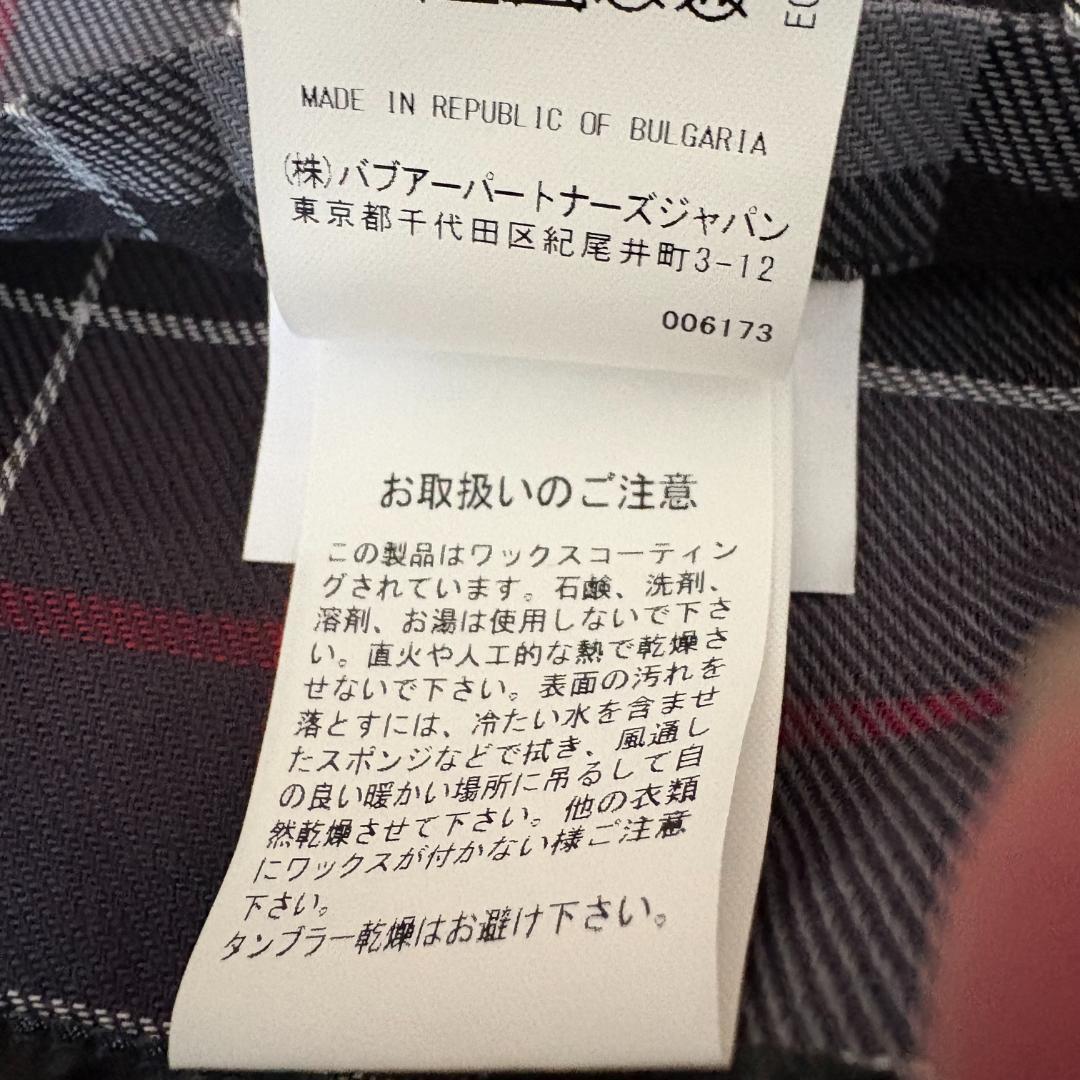 MADE IN REPUBLIC OF BULGARIA
(株)バブアーパートナーズジャパン
東京都千代田区紀尾井町3-12
006173
お取扱いのご注意
この製品はワックスコーティン
グされています。石鹸、洗剤、
溶剤、お湯は使用しないで下さ
い。直火や人工的な熱で乾燥さ
せないで下さい。表面の汚れを
落とすには、冷たい水を含ませ
たスポンジなどで拭き、風通し
の良い暖かい場所に吊るして自
然乾燥させて下さい。他の衣類
にワックスが付かない様ご注意
下さい。
タンブラー乾燥はお避け下さい。